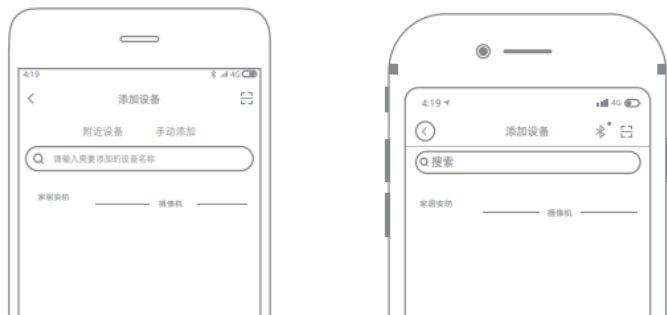 4:19 4G
添加设备
附近设备 手动添加
请输入需要添加的设备名称
家居安防
摄像机
4:19 4G
添加设备
搜索
家居安防
摄像机